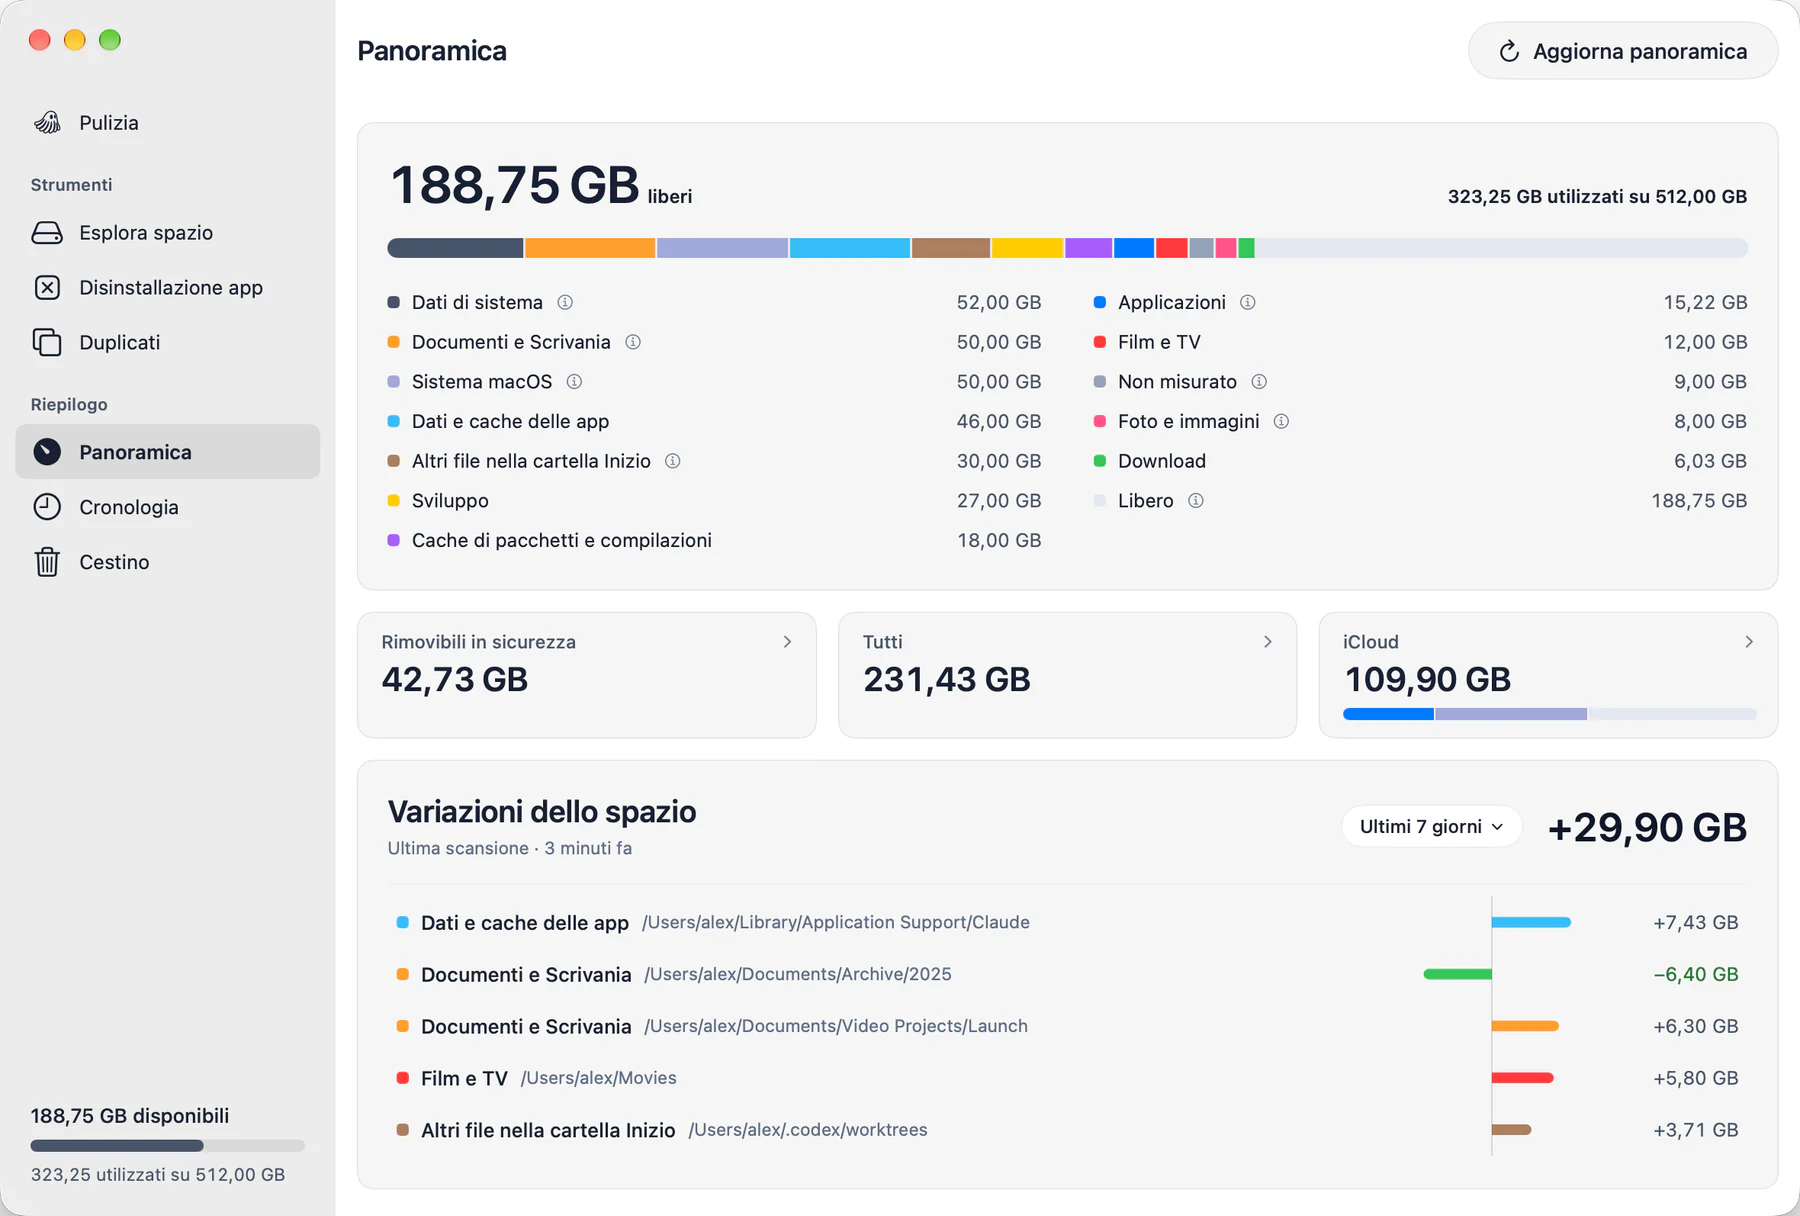 Panoramica
Aggiorna panoramica
Pulizia
Strumenti
Esplora spazio
Disinstallazione app
Duplicati
Riepilogo
Panoramica
Cronologia
Cestino
188,75 GB disponibili
323,25 utilizzati su 512,00 GB
188,75 GB liberi
323,25 GB utilizzati su 512,00 GB
Dati di sistema 52,00 GB
Documenti e Scrivania 50,00 GB
Sistema macOS 50,00 GB
Dati e cache delle app 46,00 GB
Altri file nella cartella Inizio 30,00 GB
Sviluppo 27,00 GB
Cache di pacchetti e compilazioni 18,00 GB
Applicazioni 15,22 GB
Film e TV 12,00 GB
Non misurato 9,00 GB
Foto e immagini 8,00 GB
Download 6,03 GB
Libero 188,75 GB
Rimovibili in sicurezza
42,73 GB
Tutti
231,43 GB
iCloud
109,90 GB
Variazioni dello spazio
Ultima scansione · 3 minuti fa
Ultimi 7 giorni
+29,90 GB
Dati e cache delle app /Users/alex/Library/Application Support/Claude +7,43 GB
Documenti e Scrivania /Users/alex/Documents/Archive/2025 −6,40 GB
Documenti e Scrivania /Users/alex/Documents/Video Projects/Launch +6,30 GB
Film e TV /Users/alex/Movies +5,80 GB
Altri file nella cartella Inizio /Users/alex/.codex/worktrees +3,71 GB